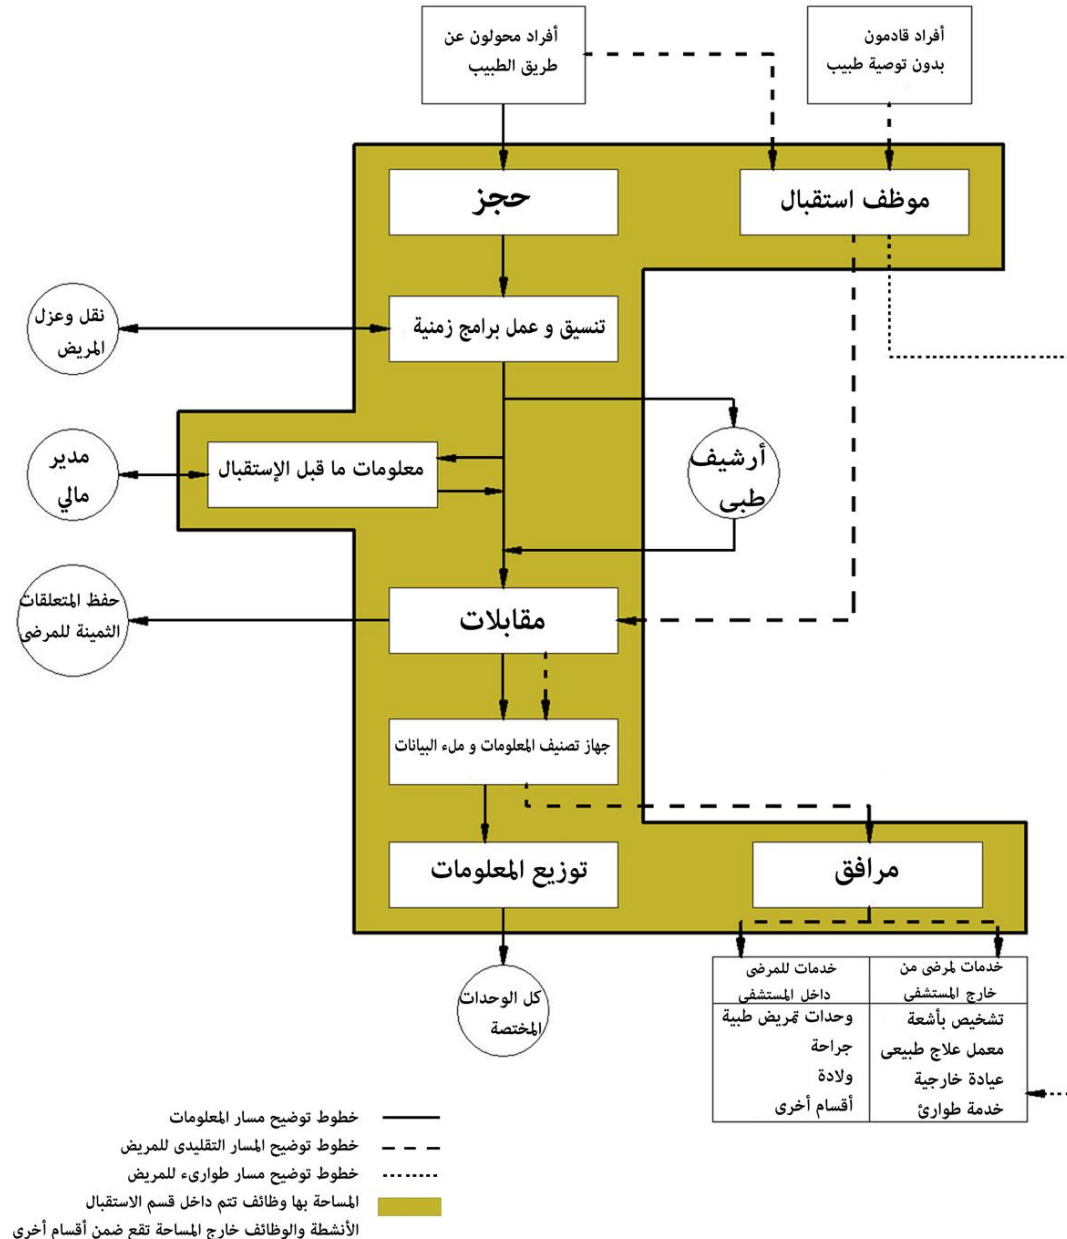 أفراد محولون عن
طريق الطبيب
أفراد قادمون
بدون توصية طبيب
حجز
موظف استقبال
تنسيق و عمل برامج زمنية
نقل وعزل
المريض
معلومات ما قبل الإستقبال
مدير
مالي
أرشيف
طبى
مقابلات
حفظ المتعلقات
الثمينة للمرضى
جهاز تصنيف المعلومات و ملء البيانات
توزيع المعلومات
مرافق
كل الوحدات
المختصة
خدمات لمرضى من
خارج المستشفى
خدمات للمرضى
داخل المستشفى
تشخيص بأشعة
معمل علاج طبيعى
عيادة خارجية
خدمة طوارئ
وحدات تمريض طبية
جراحة
ولادة
أقسام أخرى
خطوط توضيح مسار المعلومات
خطوط توضيح المسار التقليدى للمريض
خطوط توضيح مسار طوارىء للمريض
المساحة بها وظائف تتم داخل قسم الاستقبال
الأنشطة والوظائف خارج المساحة تقع ضمن أقسام أخرى